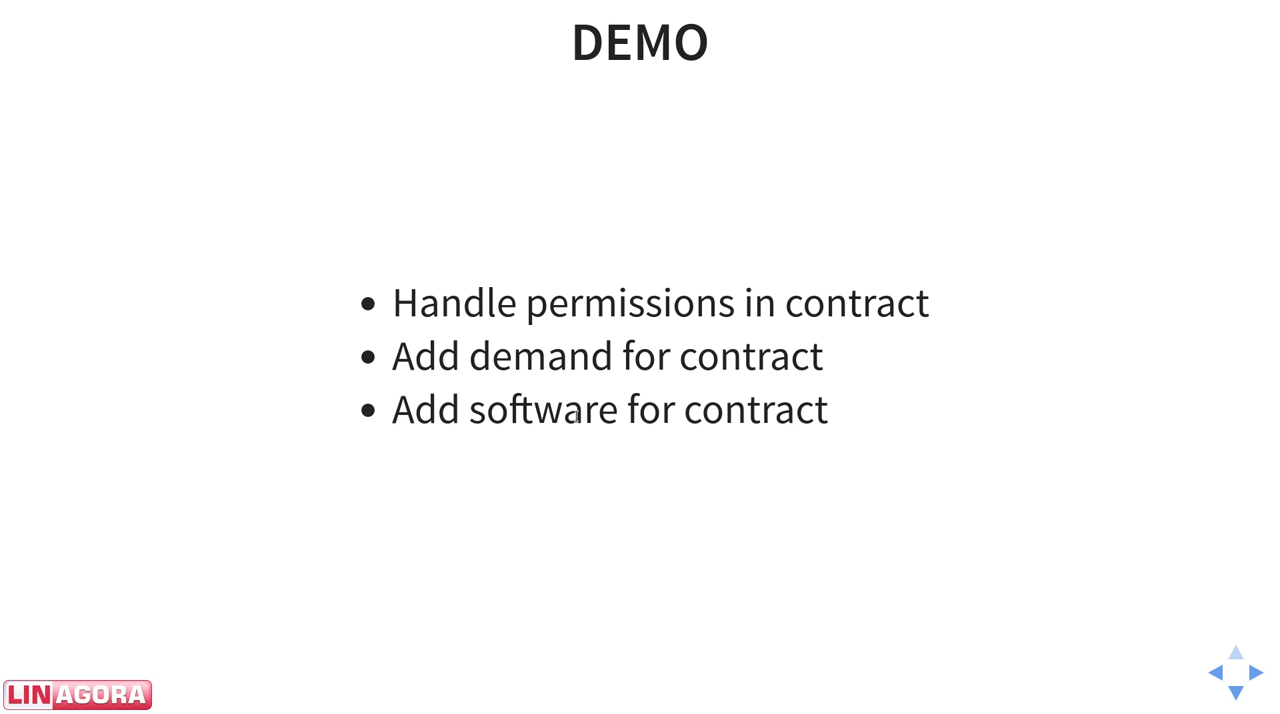 DEMO
Handle permissions in contract
Add demand for contract
Add software for contract
LINAGORA